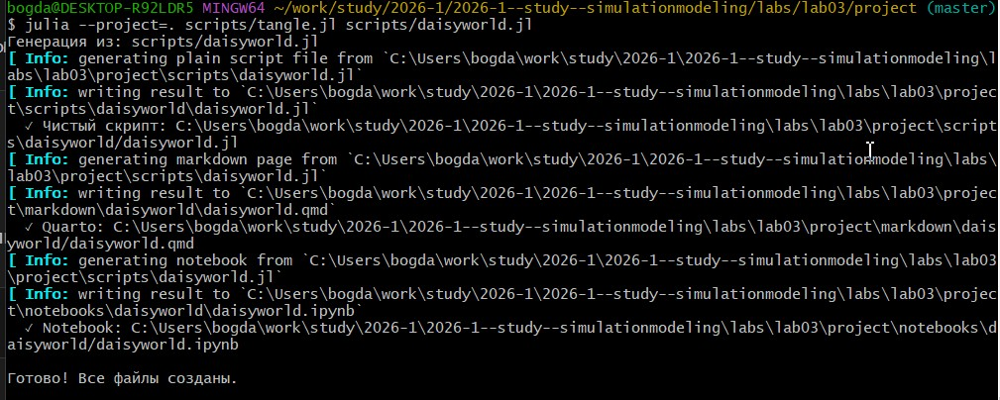 bogda@DESKTOP-R92LDR5 MINGW64 ~/work/study/2026-1/2026-1--study--simulationmodeling/labs/lab03/project (master)
$ julia --project=. scripts/tangle.jl scripts/daisyworld.jl
Генерация из: scripts/daisyworld.jl
[ Info: generating plain script file from `C:\Users\bogda\work\study\2026-1\2026-1--study--simulationmodeling\l
abs\lab03\project\scripts\daisyworld.jl`
[ Info: writing result to `C:\Users\bogda\work\study\2026-1\2026-1--study--simulationmodeling\labs\lab03\projec
t\scripts\daisyworld\daisyworld.jl`
  ✓ Чистый скрипт: C:\Users\bogda\work\study\2026-1\2026-1--study--simulationmodeling\labs\lab03\project\script
s\daisyworld/daisyworld.jl
[ Info: generating markdown page from `C:\Users\bogda\work\study\2026-1\2026-1--study--simulationmodeling\labs\
lab03\project\scripts\daisyworld.jl`
[ Info: writing result to `C:\Users\bogda\work\study\2026-1\2026-1--study--simulationmodeling\labs\lab03\projec
t\markdown\daisyworld\daisyworld.qmd`
  ✓ Quarto: C:\Users\bogda\work\study\2026-1\2026-1--study--simulationmodeling\labs\lab03\project\markdown\dais
yworld/daisyworld.qmd
[ Info: generating notebook from `C:\Users\bogda\work\study\2026-1\2026-1--study--simulationmodeling\labs\lab03
\project\scripts\daisyworld.jl`
[ Info: writing result to `C:\Users\bogda\work\study\2026-1\2026-1--study--simulationmodeling\labs\lab03\projec
t\notebooks\daisyworld\daisyworld.ipynb`
  ✓ Notebook: C:\Users\bogda\work\study\2026-1\2026-1--study--simulationmodeling\labs\lab03\project\notebooks\d
aisyworld/daisyworld.ipynb

Готово! Все файлы созданы.